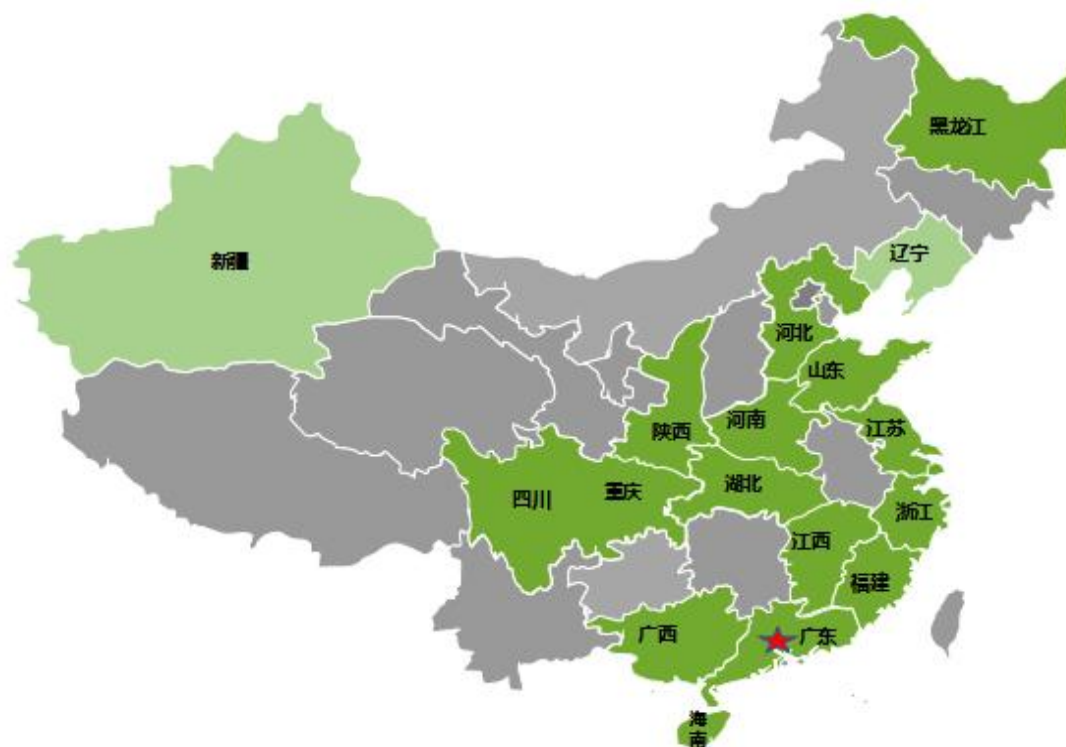 黑龙江
新疆
辽宁
河北
山东
河南
陕西
江苏
四川
重庆
湖北
浙江
江西
福建
广西
广东
海
南